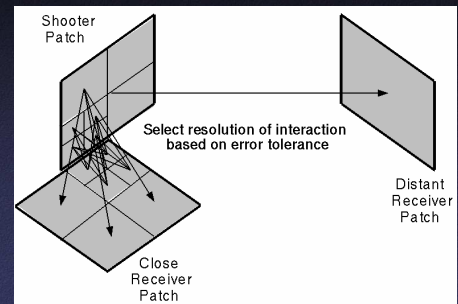 Shooter
Patch
Select resolution of interaction
based on error tolerance
Distant
Receiver
Patch
Close
Receiver
Patch